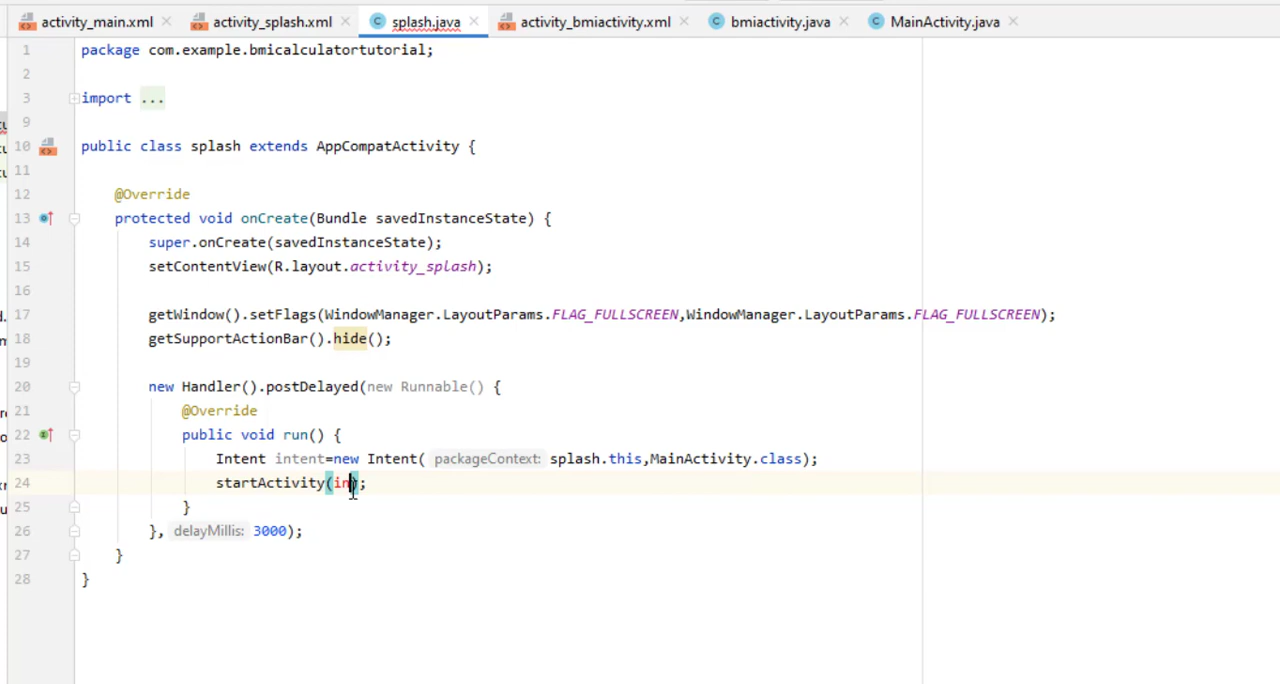 activity_main.xml activity_splash.xml splash.java activity_bmiactivity.xml bmiactivity.java MainActivity.java
1 package com.example.bmicalculatortutorial;
2
3 import ...
9
10 public class splash extends AppCompatActivity {
11
12 @Override
13 protected void onCreate(Bundle savedInstanceState) {
14 super.onCreate(savedInstanceState);
15 setContentView(R.layout.activity_splash);
16
17 getWindow().setFlags(WindowManager.LayoutParams.FLAG_FULLSCREEN,WindowManager.LayoutParams.FLAG_FULLSCREEN);
18 getSupportActionBar().hide();
19
20 new Handler().postDelayed(new Runnable() {
21 @Override
22 public void run() {
23 Intent intent=new Intent( packageContext: splash.this,MainActivity.class);
24 startActivity(in);
25 }
26 }, delayMillis: 3000);
27 }
28 }